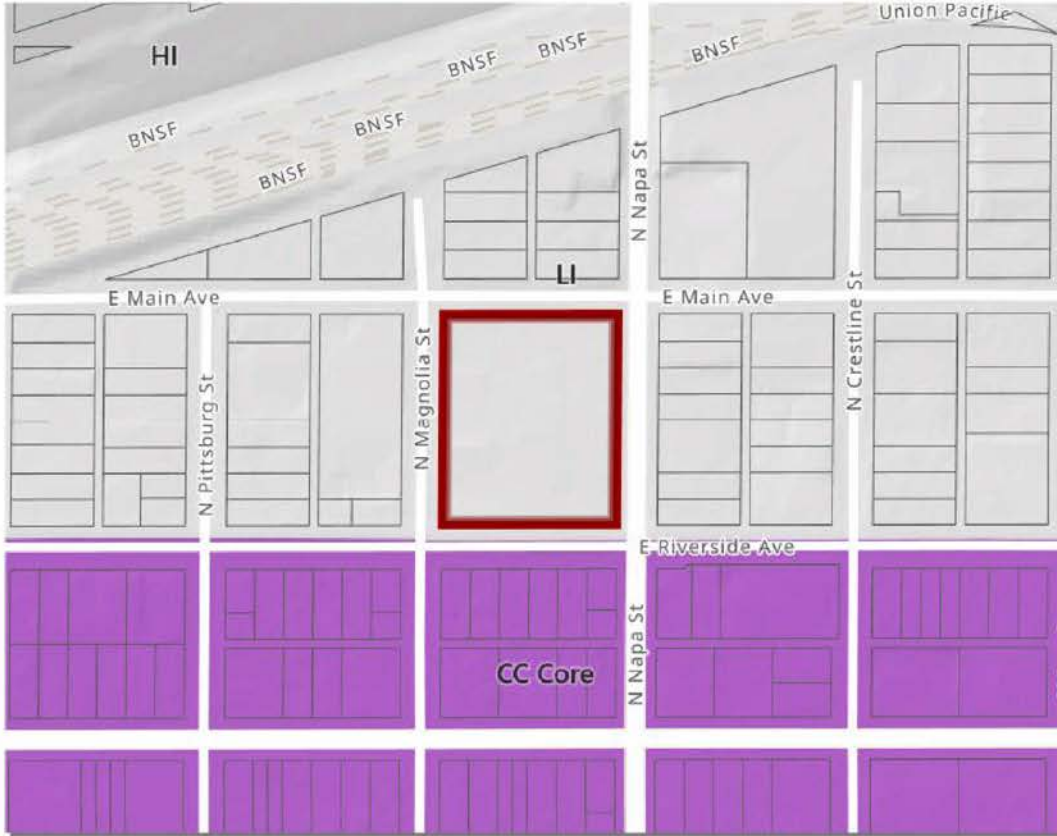 Union Pacific
HI
BNSF
BNSF
BNSF
BNSF
BNSF
BNSF
N Napa St
LI
E Main Ave
E Main Ave
N Pittsburg St
N Magnolia St
N Crestline St
E Riverside Ave
N Napa St
CC Core